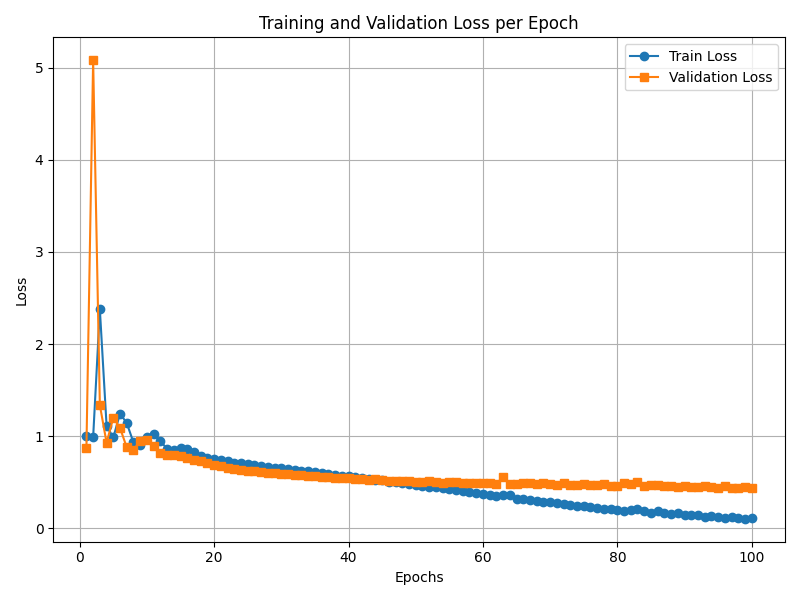 Training and Validation Loss per Epoch
Train Loss
Validation Loss
Loss
5
4
3
2
1
0
0 20 40 60 80 100
Epochs